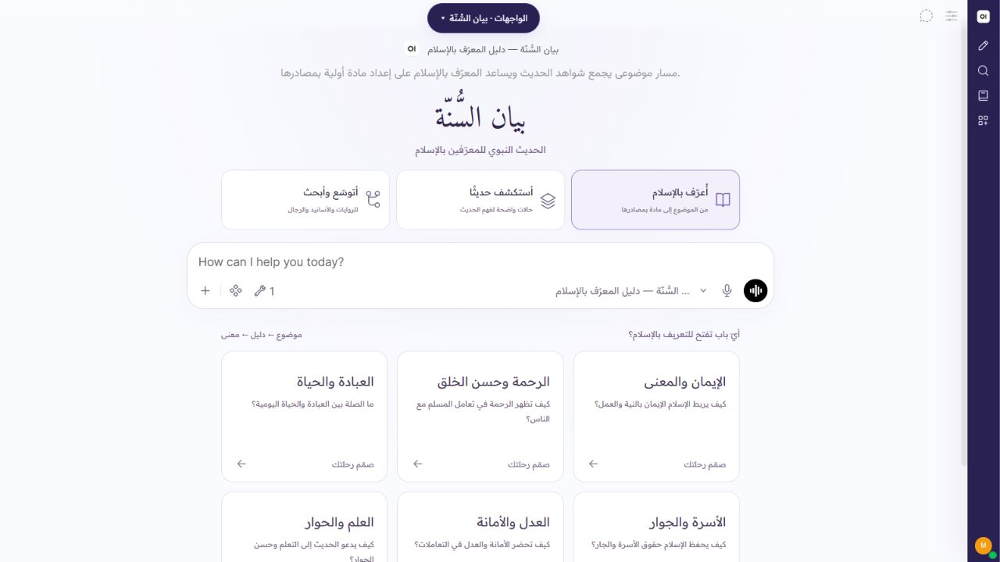 الواجهات · بيان السُّنّة
OI
بيان السُّنّة — دليل المعرّف بالإسلام
OI
مسار موضوعي يجمع شواهد الحديث ويساعد المعرّف بالإسلام على إعداد مادة أولية بمصادرها.
بيان السُّنّة
الحديث النبوي للمعرّفين بالإسلام
أُعرّف بالإسلام
من الموضوع إلى مادة بمصادرها
أستكشف حديثًا
حالات واضحة لفهم الحديث
أتوسّع وأبحث
للروايات والأسانيد والرجال
How can I help you today?
1
... السُّنّة — دليل المعرّف بالإسلام
أيّ باب تفتح للتعريف بالإسلام؟
موضوع ← دليل ← معنى
الإيمان والمعنى
كيف يربط الإسلام الإيمان بالنية والعمل؟
صمّم رحلتك
الرحمة وحسن الخلق
كيف تظهر الرحمة في تعامل المسلم مع
الناس؟
صمّم رحلتك
العبادة والحياة
ما الصلة بين العبادة والحياة اليومية؟
صمّم رحلتك
الأسرة والجوار
كيف يحفظ الإسلام حقوق الأسرة والجار؟
العدل والأمانة
كيف تحضر الأمانة والعدل في التعاملات؟
العلم والحوار
كيف يدعو الحديث إلى التعلم وحسن
الحوار؟
M